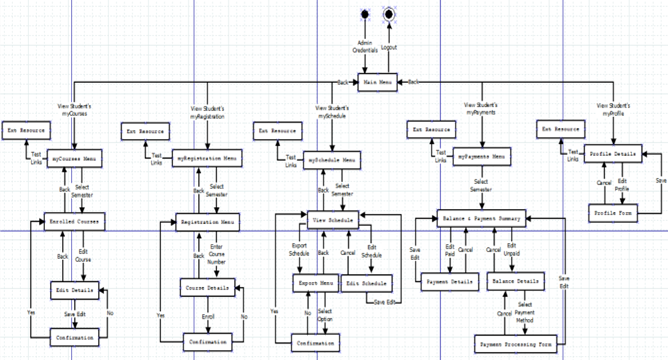 Admin
Credentials
Logout
Back
Main Menu
Back
View Student's
myCourses
View Student's
myRegistration
View Student's
mySchedule
View Student's
myPayments
View Student's
myProfile
Ext Resource
Ext Resource
Ext Resource
Ext Resource
Ext Resource
Text
Links
myCourses Menu
Text
Links
myRegistration Menu
Text
Links
mySchedule Menu
Text
Links
myPayments Menu
Text
Links
Profile Details
Back
Select
Semester
Back
Select
Semester
Back
Select
Semester
Select
Semester
Cancel
Edit
Profile
Save
Enrolled Courses
Registration Menu
View Schedule
Balance & Payment Summary
Profile Form
Back
Edit
Course
Back
Enter
Course
Number
Export
Schedule
Back
Cancel
Edit
Schedule
Save
Edit
Edit
Paid
Cancel
Cancel
Edit
Unpaid
Save
Edit
Edit Details
Course Details
Export Menu
Edit Schedule
Payment Details
Balance Details
Yes
Save Edit
No
Yes
Enroll
No
Yes
No
Select
Option
Save Edit
Cancel
Select
Payment
Method
Confirmation
Confirmation
Confirmation
Payment Processing Form